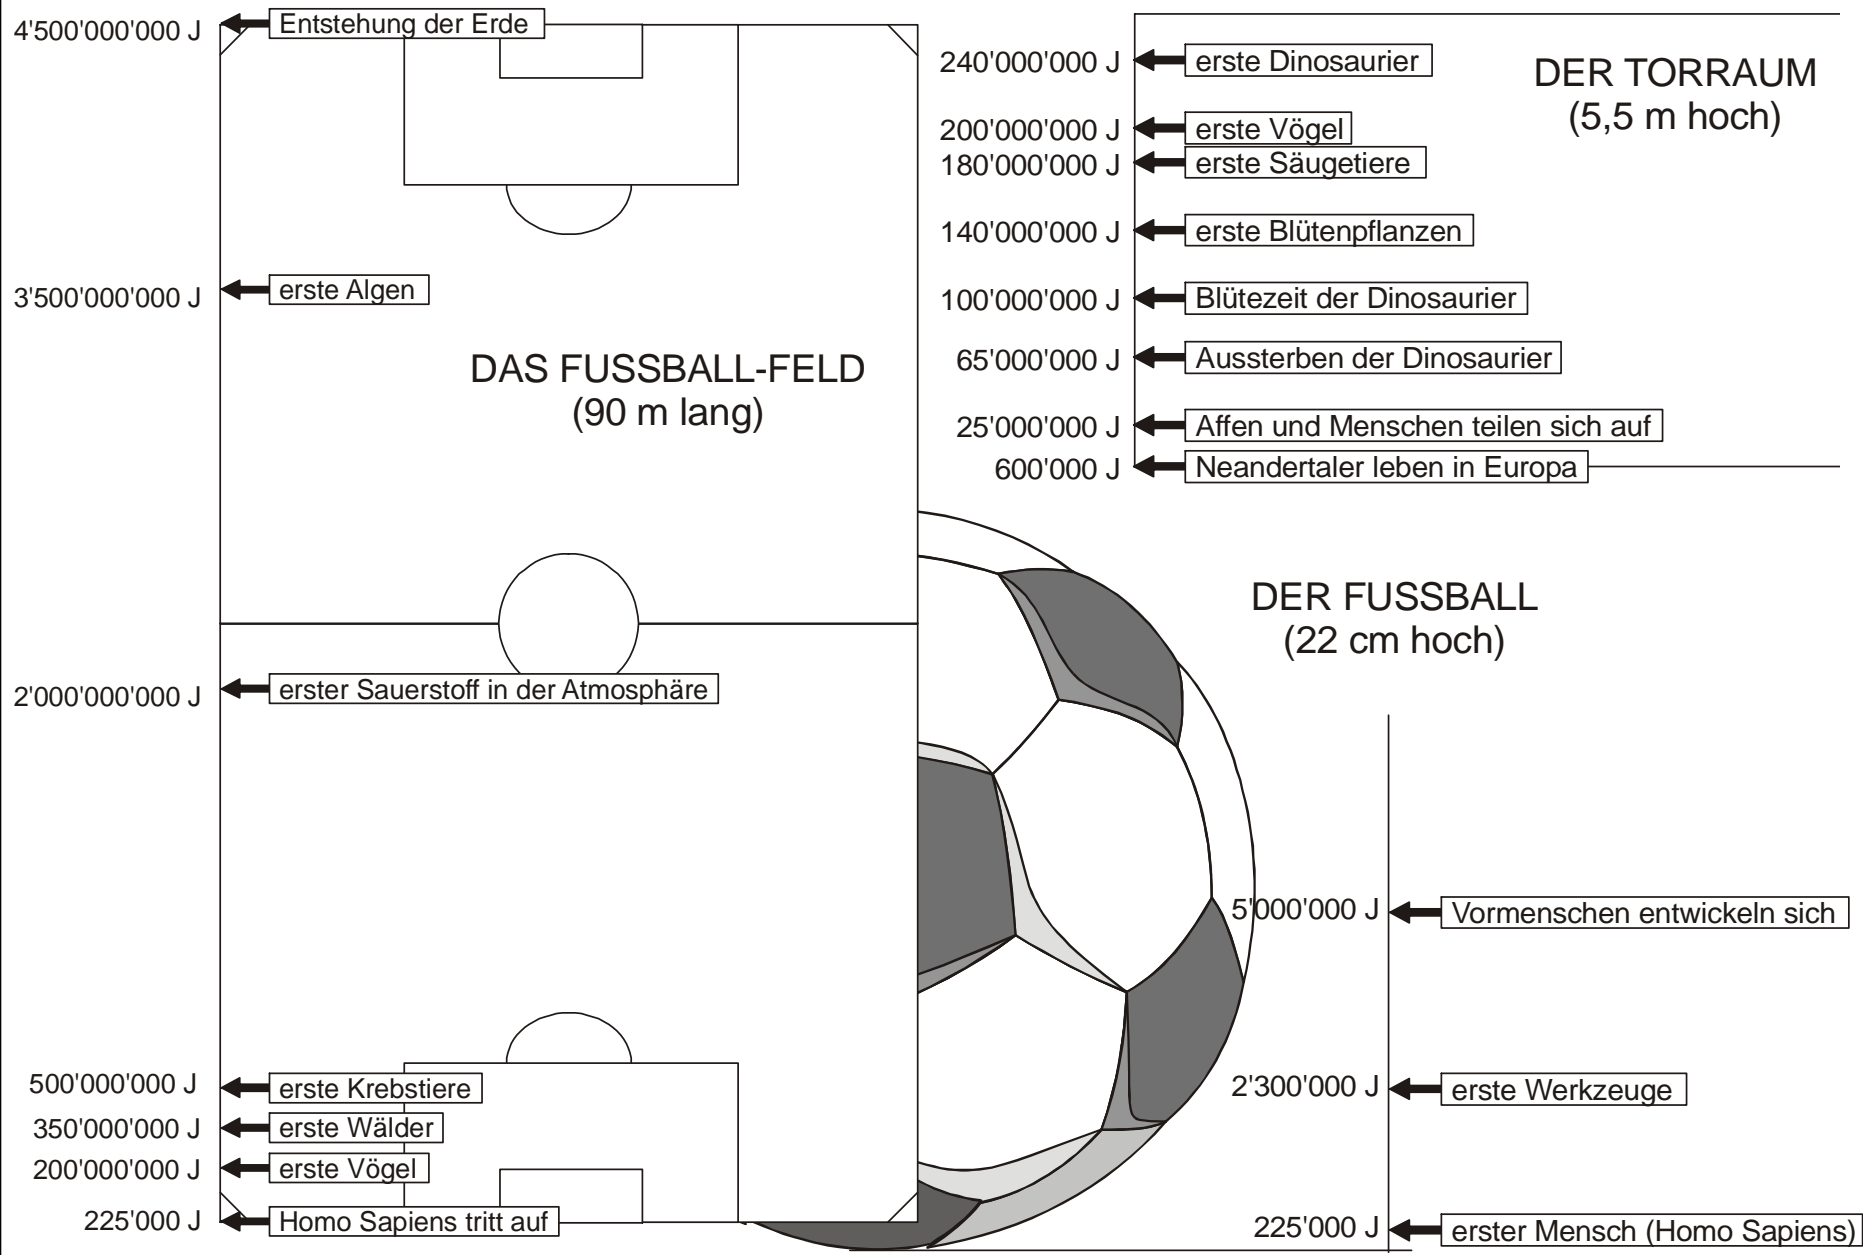 4'500'000'000 J Entstehung der Erde
3'500'000'000 J erste Algen
DAS FUSSBALL-FELD
(90 m lang)
2'000'000'000 J erster Sauerstoff in der Atmosphäre
500'000'000 J erste Krebstiere
350'000'000 J erste Wälder
200'000'000 J erste Vögel
225'000 J Homo Sapiens tritt auf
DER TORRAUM
(5,5 m hoch)
240'000'000 J erste Dinosaurier
200'000'000 J erste Vögel
180'000'000 J erste Säugetiere
140'000'000 J erste Blütenpflanzen
100'000'000 J Blütezeit der Dinosaurier
65'000'000 J Aussterben der Dinosaurier
25'000'000 J Affen und Menschen teilen sich auf
600'000 J Neandertaler leben in Europa
DER FUSSBALL
(22 cm hoch)
5'000'000 J Vormenschen entwickeln sich
2'300'000 J erste Werkzeuge
225'000 J erster Mensch (Homo Sapiens)